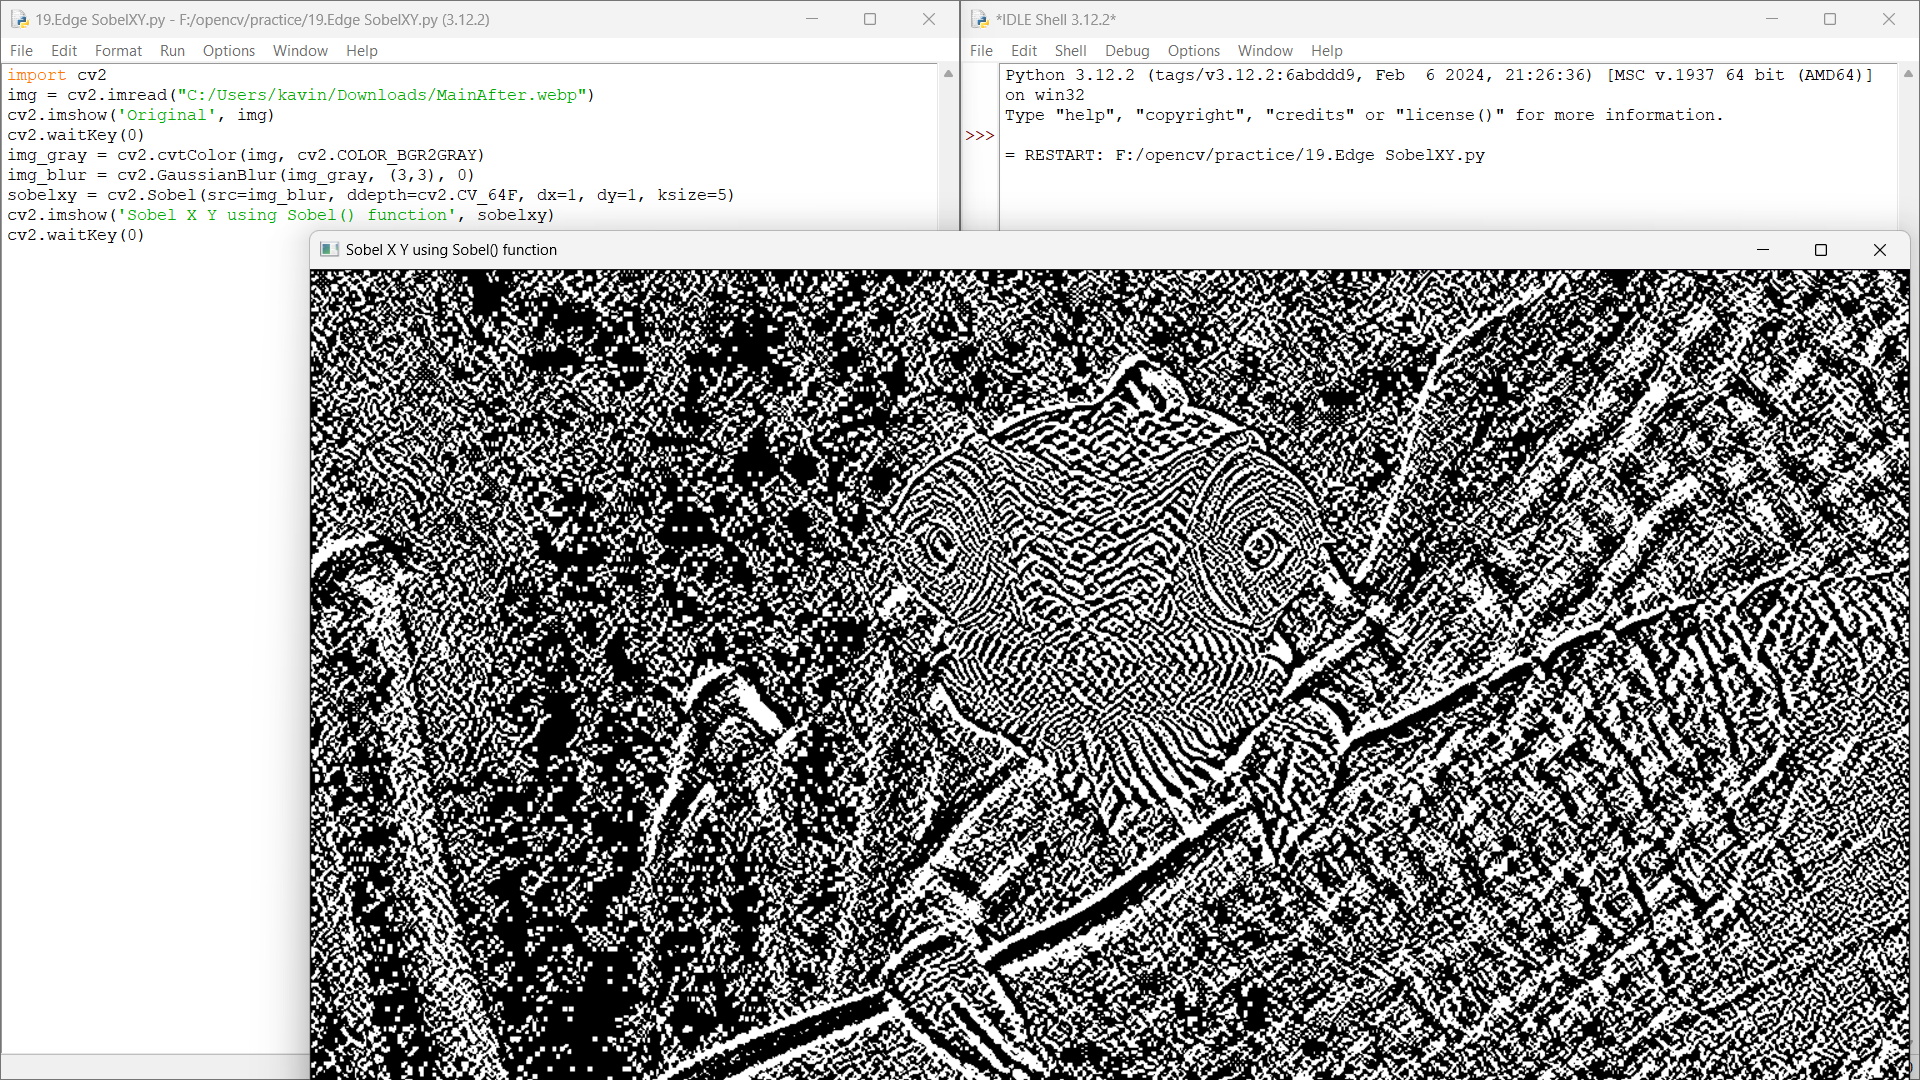 19.Edge SobelXY.py - F:/opencv/practice/19.Edge SobelXY.py (3.12.2)
File Edit Format Run Options Window Help
import cv2
img = cv2.imread("C:/Users/kavin/Downloads/MainAfter.webp")
cv2.imshow('Original', img)
cv2.waitKey(0)
img_gray = cv2.cvtColor(img, cv2.COLOR_BGR2GRAY)
img_blur = cv2.GaussianBlur(img_gray, (3,3), 0)
sobelxy = cv2.Sobel(src=img_blur, ddepth=cv2.CV_64F, dx=1, dy=1, ksize=5)
cv2.imshow('Sobel X Y using Sobel() function', sobelxy)
cv2.waitKey(0)
*IDLE Shell 3.12.2*
File Edit Shell Debug Options Window Help
Python 3.12.2 (tags/v3.12.2:6abddd9, Feb  6 2024, 21:26:36) [MSC v.1937 64 bit (AMD64)]
on win32
Type "help", "copyright", "credits" or "license()" for more information.
>>>
= RESTART: F:/opencv/practice/19.Edge SobelXY.py
Sobel X Y using Sobel() function